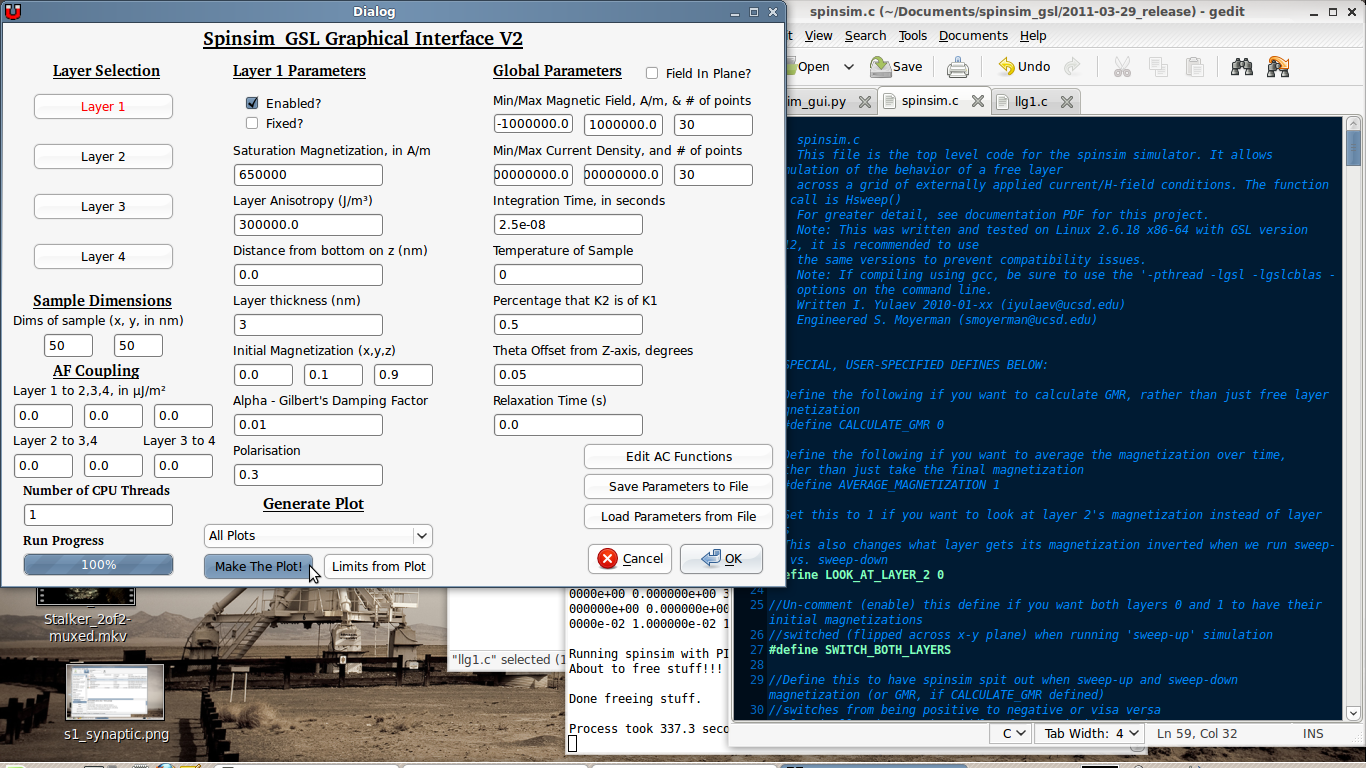 Dialog
Spinsim GSL Graphical Interface V2
Layer Selection
Layer 1
Layer 2
Layer 3
Layer 4
Sample Dimensions
Dims of sample (x, y, in nm)
50 50
AF Coupling
Layer 1 to 2,3,4, in µJ/m²
0.0 0.0 0.0
Layer 2 to 3,4 Layer 3 to 4
0.0 0.0 0.0
Number of CPU Threads
1
Run Progress
100%
Layer 1 Parameters
Enabled?
Fixed?
Saturation Magnetization, in A/m
650000
Layer Anisotropy (J/m³)
300000.0
Distance from bottom on z (nm)
0.0
Layer thickness (nm)
3
Initial Magnetization (x,y,z)
0.0 0.1 0.9
Alpha - Gilbert's Damping Factor
0.01
Polarisation
0.3
Generate Plot
All Plots
Make The Plot! Limits from Plot
Global Parameters Field In Plane?
Min/Max Magnetic Field, A/m, & # of points
-1000000.0 1000000.0 30
Min/Max Current Density, and # of points
00000000.0 00000000.0 30
Integration Time, in seconds
2.5e-08
Temperature of Sample
0
Percentage that K2 is of K1
0.5
Theta Offset from Z-axis, degrees
0.05
Relaxation Time (s)
0.0
Edit AC Functions
Save Parameters to File
Load Parameters from File
Cancel OK
spinsim.c (~/Documents/spinsim_gsl/2011-03-29_release) - gedit
View Search Tools Documents Help
Open Save Undo
im_gui.py spinsim.c llg1.c
spinsim.c
This file is the top level code for the spinsim simulator. It allows
mulation of the behavior of a free layer
across a grid of externally applied current/H-field conditions. The function
call is Hsweep()
For greater detail, see documentation PDF for this project.
Note: This was written and tested on Linux 2.6.18 x86-64 with GSL version
12, it is recommended to use
the same versions to prevent compatibility issues.
Note: If compiling using gcc, be sure to use the '-pthread -lgsl -lgslcblas -
options on the command line.
Written I. Yulaev 2010-01-xx (iyulaev@ucsd.edu)
Engineered S. Moyerman (smoyerman@ucsd.edu)
SPECIAL, USER-SPECIFIED DEFINES BELOW:
Define the following if you want to calculate GMR, rather than just free layer
gnetization
#define CALCULATE_GMR 0
Define the following if you want to average the magnetization over time,
ther than just take the final magnetization
#define AVERAGE_MAGNETIZATION 1
Set this to 1 if you want to look at layer 2's magnetization instead of layer
This also changes what layer gets its magnetization inverted when we run sweep-
vs. sweep-down
efine LOOK_AT_LAYER_2 0
24
25 //Un-comment (enable) this define if you want both layers 0 and 1 to have their
initial magnetizations
26 //switched (flipped across x-y plane) when running 'sweep-up' simulation
27 #define SWITCH_BOTH_LAYERS
28
29 //Define this to have spinsim spit out when sweep-up and sweep-down
magnetization (or GMR, if CALCULATE_GMR defined)
30 //switches from being positive to negative or visa versa
C Tab Width: 4 Ln 59, Col 32 INS
Stalker_2of2-
muxed.mkv
s1_synaptic.png
"llg1.c" selected (1
0000e+00 0.000000e+00 3
000000e+00 0.000000e+00
0000e-02 1.000000e-02 1
Running spinsim with PI
About to free stuff!!!
Done freeing stuff.
Process took 337.3 seco